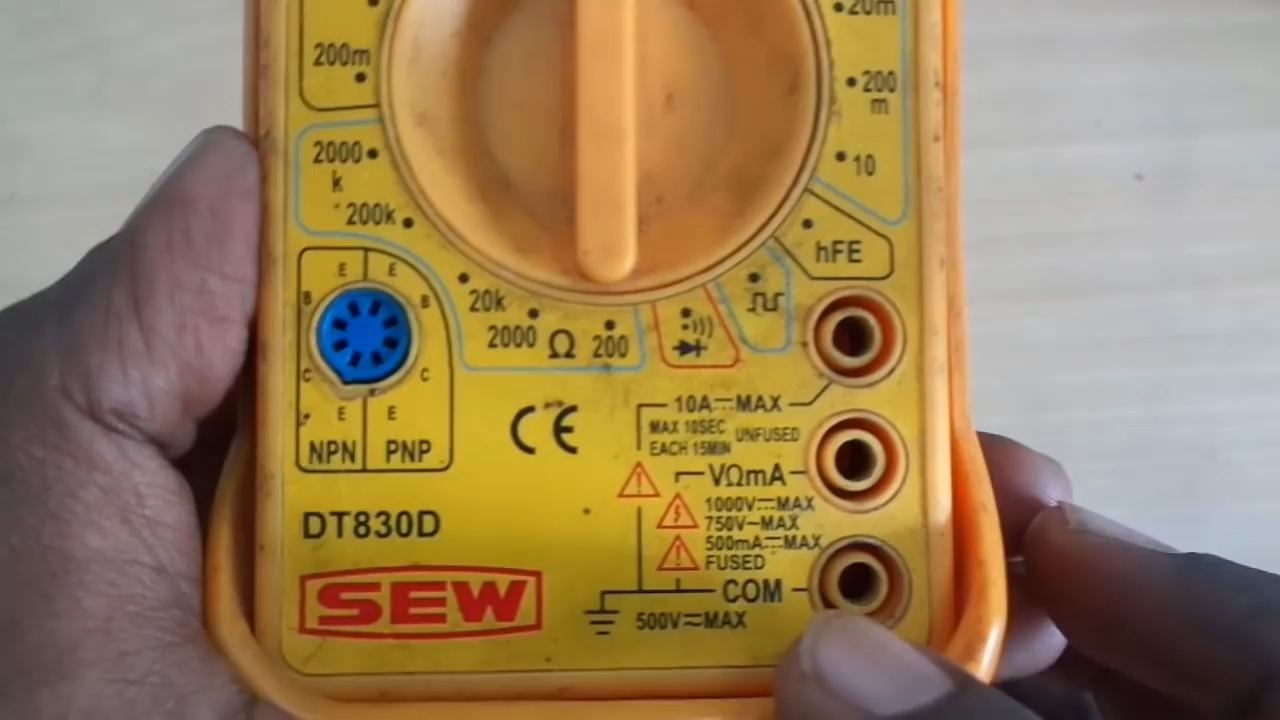 20m
200m
200
m
2000
k
10
200k
hFE
E E
20k
B B
2000 Ω 200
C C
10A⎓MAX
MAX 10SEC
EACH 15MIN
UNFUSED
CE
E E
NPN PNP
VΩmA
1000V⎓MAX
750V~MAX
DT830D
500mA⎓MAX
FUSED
SEW
COM
500V≂MAX